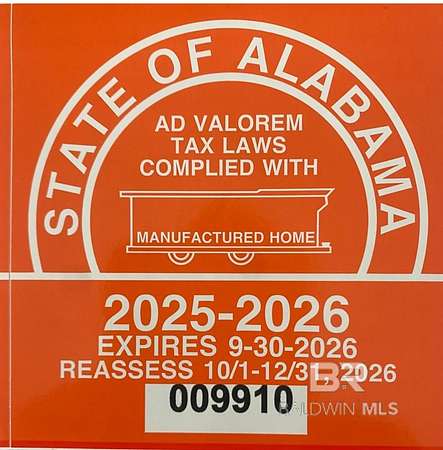 STATE OF ALABAMA
AD VALOREM
TAX LAWS
COMPLIED WITH
MANUFACTURED HOME
2025-2026
EXPIRES 9-30-2026
REASSESS 10/1-12/31, 2026
009910
BR
BALDWIN MLS